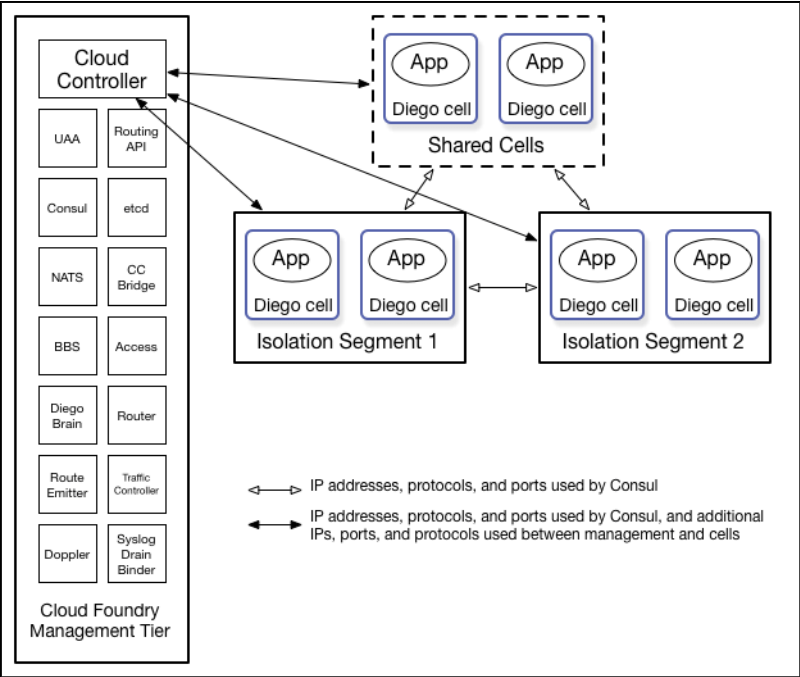 Cloud
Controller
UAA
Routing
API
Consul
etcd
NATS
CC
Bridge
BBS
Access
Diego
Brain
Router
Route
Emitter
Traffic
Controller
Doppler
Syslog
Drain
Binder
Cloud Foundry
Management Tier
App
App
Diego cell
Diego cell
Shared Cells
App
App
Diego cell
Diego cell
Isolation Segment 1
App
App
Diego cell
Diego cell
Isolation Segment 2
IP addresses, protocols, and ports used by Consul
IP addresses, protocols, and ports used by Consul, and additional
IPs, ports, and protocols used between management and cells